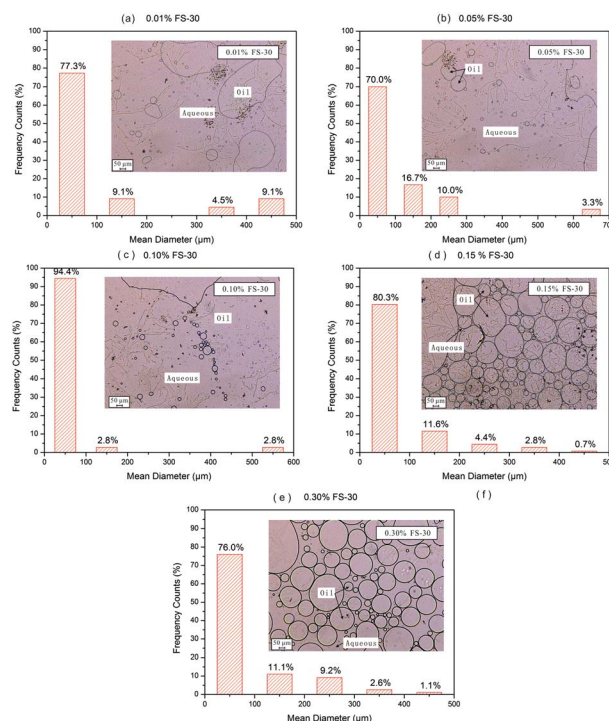 (a) 0.01% FS-30
Frequency Counts (%)
100
90
80
70
60
50
40
30
20
10
0
77.3%
9.1%
4.5%
9.1%
0.01% FS-30
Oil
Aqueous
50 μm
0 100 200 300 400 500
Mean Diameter (μm)
(b) 0.05% FS-30
Frequency Counts (%)
100
90
80
70
60
50
40
30
20
10
0
70.0%
16.7%
10.0%
3.3%
0.05% FS-30
Oil
Aqueous
50 μm
0 100 200 300 400 500 600 70
Mean Diameter (μm)
(c) 0.10% FS-30
Frequency Counts (%)
100
90
80
70
60
50
40
30
20
10
0
94.4%
2.8%
2.8%
0.10% FS-30
Oil
Aqueous
50 μm
0 100 200 300 400 500 600
Mean Diameter (μm)
(d) 0.15 % FS-30
Frequency Counts (%)
100
90
80
70
60
50
40
30
20
10
0
80.3%
11.6%
4.4%
2.8%
0.7%
0.15% FS-30
Oil
Aqueous
50 μm
0 100 200 300 400 500
Mean Diameter (μm)
(e) 0.30% FS-30
Frequency Counts (%)
100
90
80
70
60
50
40
30
20
10
0
76.0%
11.1%
9.2%
2.6%
1.1%
0.30% FS-30
Oil
Aqueous
50 μm
0 100 200 300 400 500
Mean Diameter (μm)
(f)